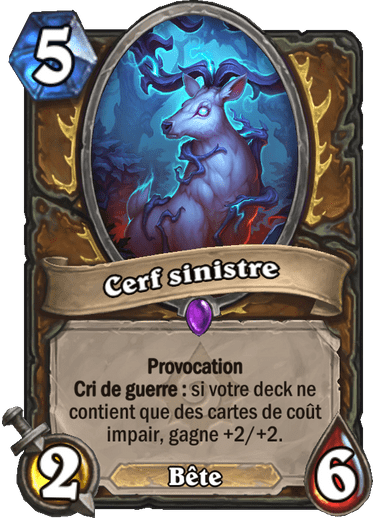 5
Cerf sinistre
Provocation
Cri de guerre : si votre deck ne
contient que des cartes de coût
impair, gagne +2/+2.
2
Bête
6